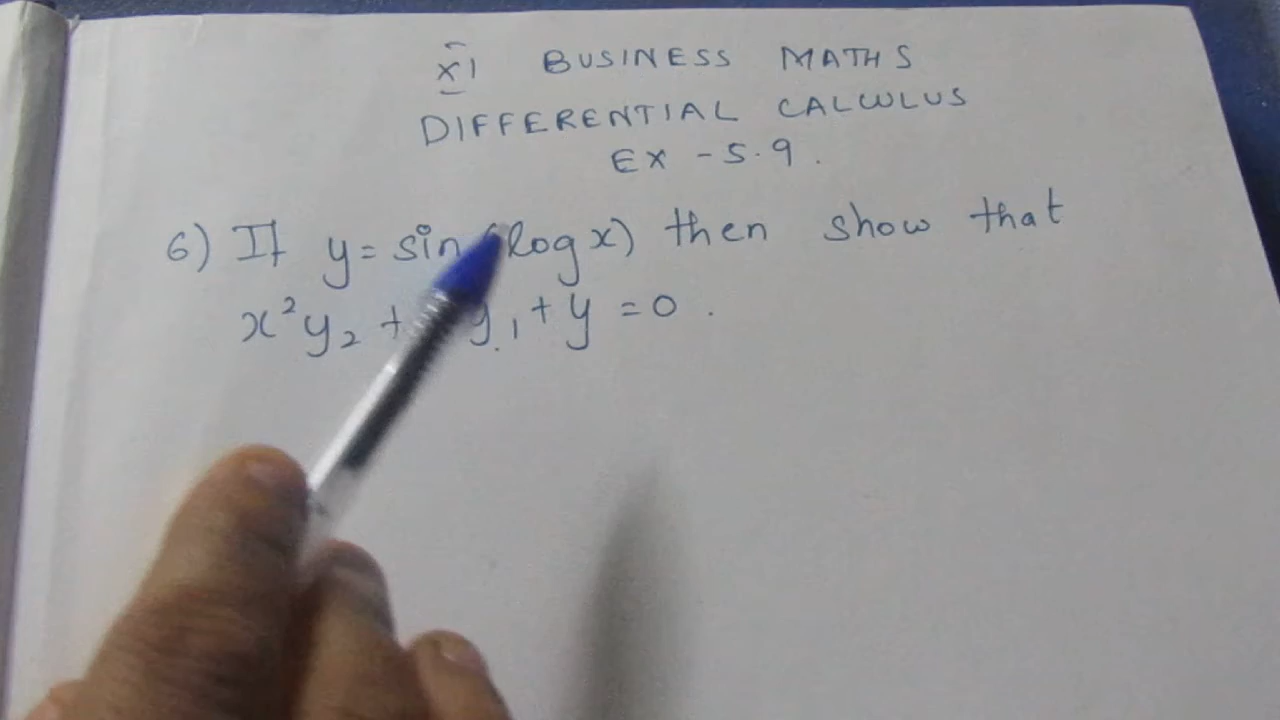 XI BUSINESS MATHS
DIFFERENTIAL CALCULUS
EX - 5.9.
6) If y = sin (log x) then show that
x²y₂ + y₁ + y = 0.